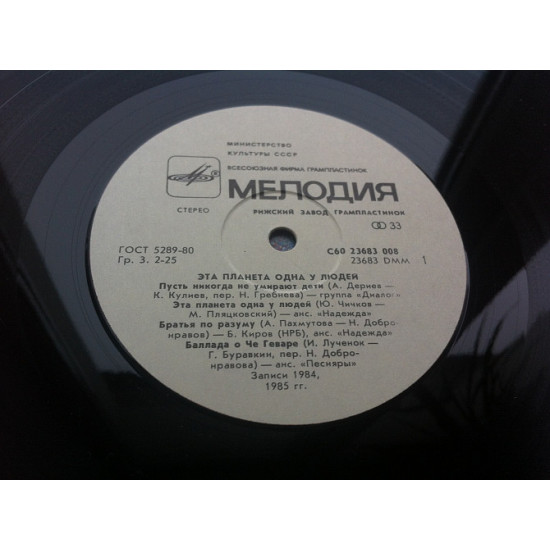 МИНИСТЕРСТВО
КУЛЬТУРЫ СССР
ВСЕСОЮЗНАЯ ФИРМА ГРАМПЛАСТИНОК
МЕЛОДИЯ
СТЕРЕО
РИЖСКИЙ ЗАВОД ГРАМПЛАСТИНОК
33
ГОСТ 5289-80
С60 23683 008
Гр. 3. 2-25
23683 DMM 1
ЭТА ПЛАНЕТА ОДНА У ЛЮДЕЙ
Пусть никогда не умирают дети (А. Дериев —
К. Кулиев, пер. Н. Гребнева) — группа «Диалог»
Эта планета одна у людей (Ю. Чичков —
М. Пляцковский) — анс. «Надежда»
Братья по разуму (А. Пахмутова — Н. Добро-
нравов) — Б. Киров (НРБ), анс. «Надежда»
Баллада о Че Геваре (И. Лученок —
Г. Буравкин, пер. Н. Добро-
нравова) — анс. «Песняры»
Записи 1984,
1985 гг.